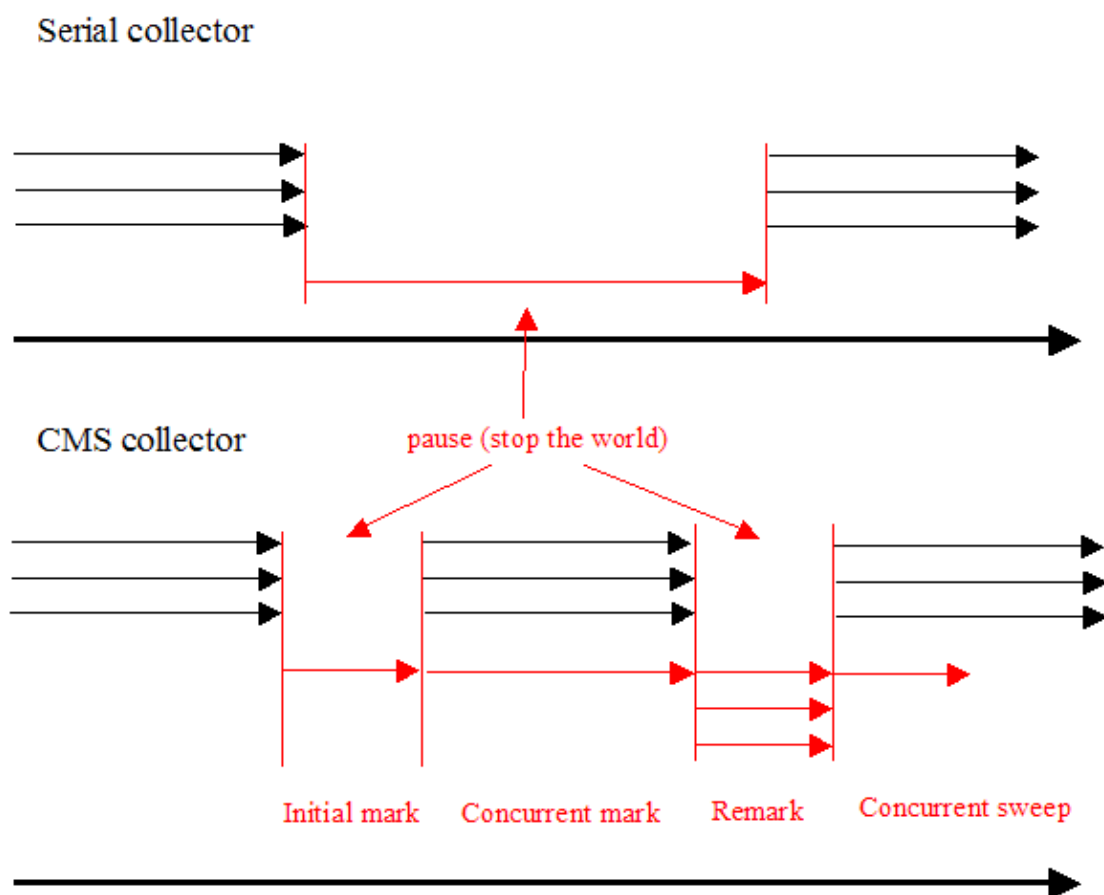 Serial collector
CMS collector
pause (stop the world)
Initial mark
Concurrent mark
Remark
Concurrent sweep